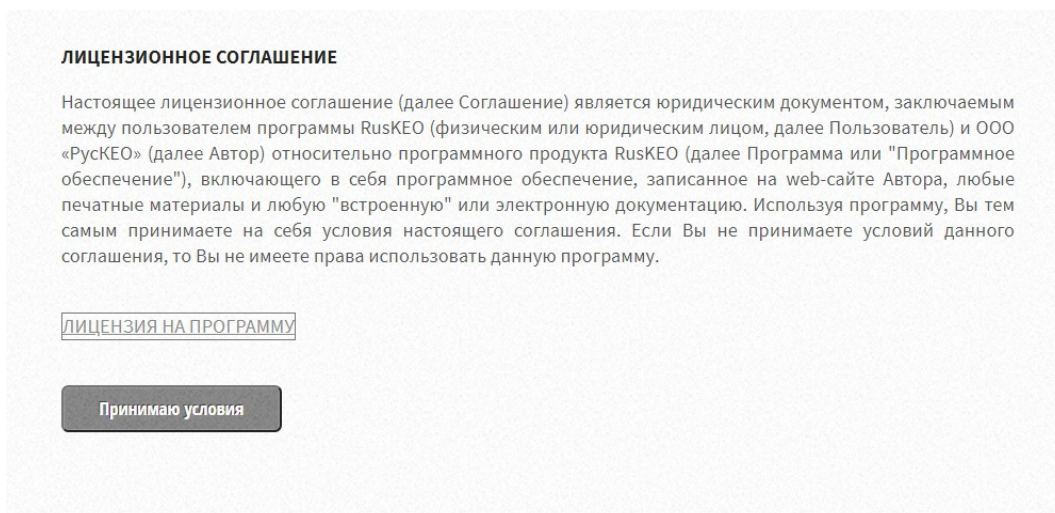 ЛИЦЕНЗИОННОЕ СОГЛАШЕНИЕ
Настоящее лицензионное соглашение (далее Соглашение) является юридическим документом, заключаемым
между пользователем программы RusKEO (физическим или юридическим лицом, далее Пользователь) и ООО
«РусКЕО» (далее Автор) относительно программного продукта RusKEO (далее Программа или "Программное
обеспечение"), включающего в себя программное обеспечение, записанное на web-сайте Автора, любые
печатные материалы и любую "встроенную" или электронную документацию. Используя программу, Вы тем
самым принимаете на себя условия настоящего соглашения. Если Вы не принимаете условий данного
соглашения, то Вы не имеете права использовать данную программу.
ЛИЦЕНЗИЯ НА ПРОГРАММУ
Принимаю условия